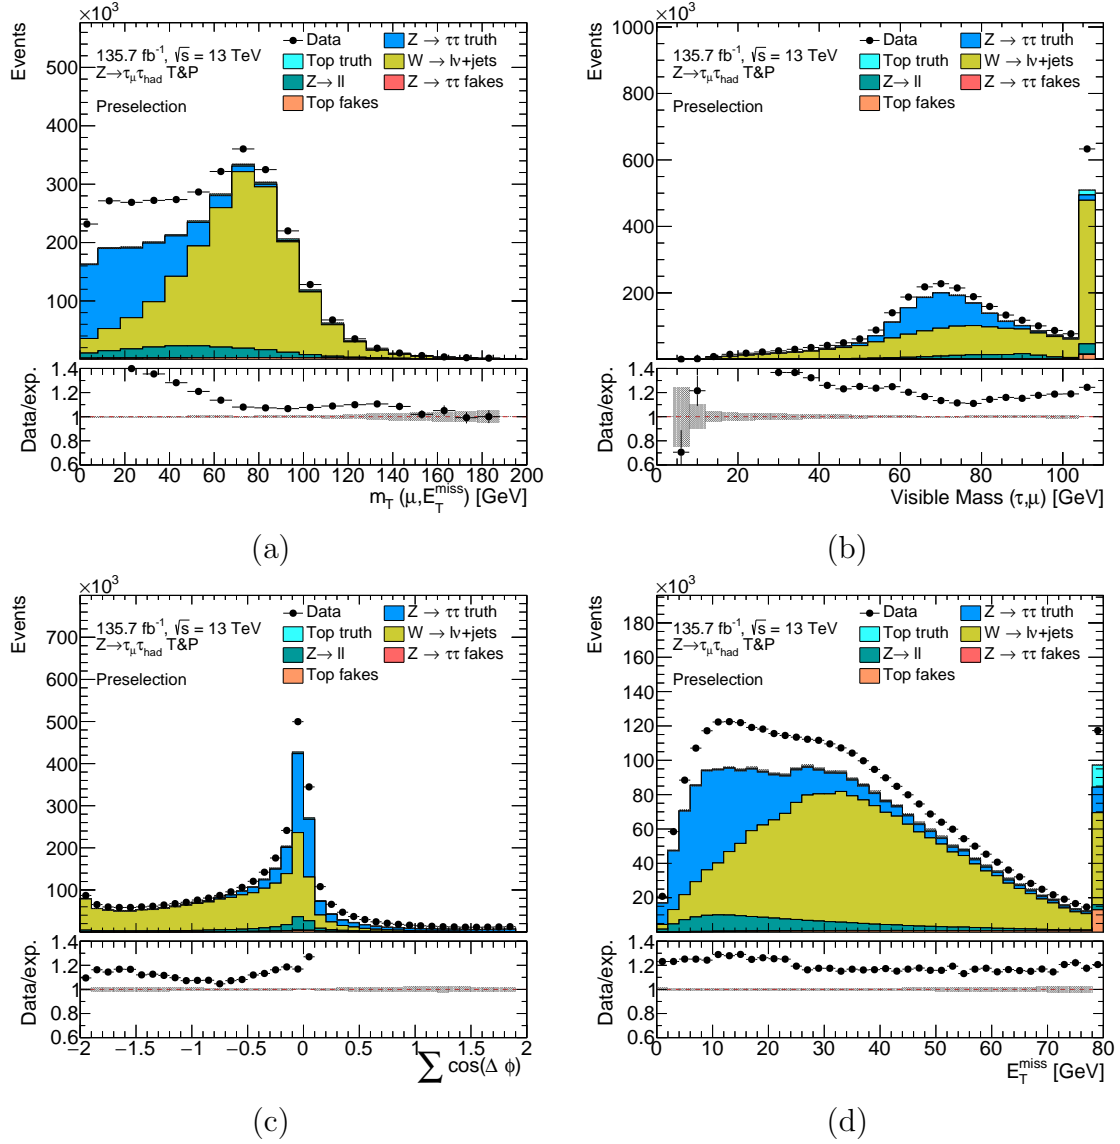 ×10³
Events
135.7 fb⁻¹, √s = 13 TeV
Z→τμτhad T&P
Preselection
Data
Top truth
Z→ ll
Top fakes
Z → ττ truth
W → lν+jets
Z → ττ fakes
500
400
300
200
100
Data/exp.
1.4
1.2
1
0.8
0.6
0 20 40 60 80 100 120 140 160 180 200
m_T (μ,E_T^miss) [GeV]
(a)
×10³
Events
135.7 fb⁻¹, √s = 13 TeV
Z→τμτhad T&P
Preselection
Data
Top truth
Z→ ll
Top fakes
Z → ττ truth
W → lν+jets
Z → ττ fakes
1000
800
600
400
200
Data/exp.
1.4
1.2
1
0.8
0.6
0 20 40 60 80 100
Visible Mass (τ,μ) [GeV]
(b)
×10³
Events
135.7 fb⁻¹, √s = 13 TeV
Z→τμτhad T&P
Preselection
Data
Top truth
Z→ ll
Top fakes
Z → ττ truth
W → lν+jets
Z → ττ fakes
700
600
500
400
300
200
100
Data/exp.
1.4
1.2
1
0.8
0.6
−2 −1.5 −1 −0.5 0 0.5 1 1.5 2
∑ cos(Δ ϕ)
(c)
×10³
Events
135.7 fb⁻¹, √s = 13 TeV
Z→τμτhad T&P
Preselection
Data
Top truth
Z→ ll
Top fakes
Z → ττ truth
W → lν+jets
Z → ττ fakes
180
160
140
120
100
80
60
40
20
Data/exp.
1.4
1.2
1
0.8
0.6
0 10 20 30 40 50 60 70 80
E_T^miss [GeV]
(d)